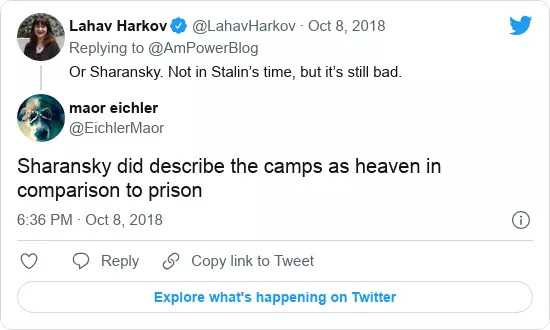 Lahav Harkov @LahavHarkov · Oct 8, 2018
Replying to @AmPowerBlog
Or Sharansky. Not in Stalin’s time, but it’s still bad.
maor eichler
@EichlerMaor
Sharansky did describe the camps as heaven in
comparison to prison
6:36 PM · Oct 8, 2018
Reply
Copy link to Tweet
Explore what's happening on Twitter